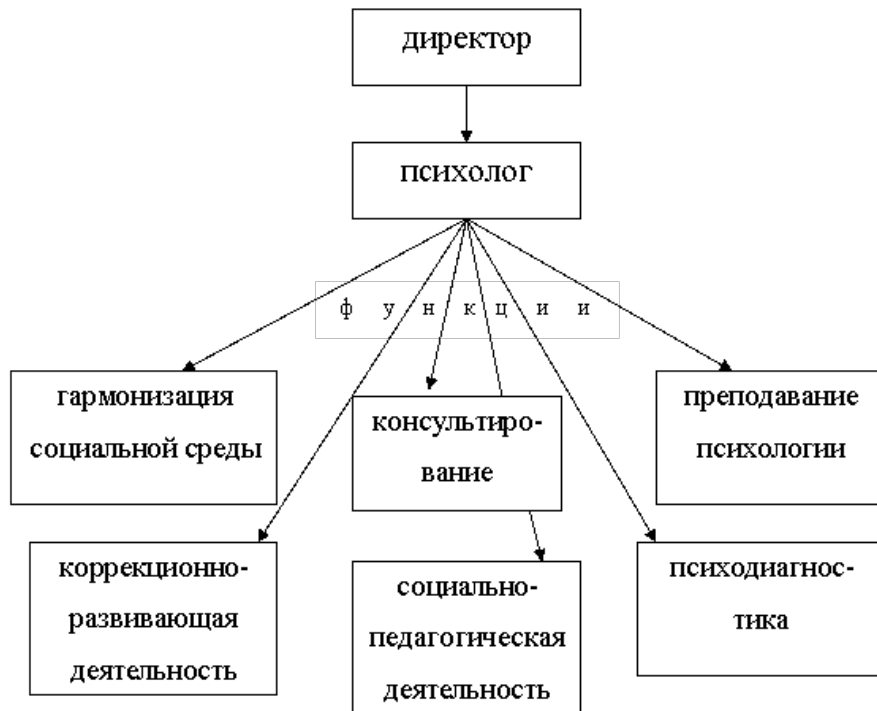 директор
психолог
ф у н к ц и и
гармонизация
социальной среды
консультиро-
вание
преподавание
психологии
коррекционно-
развивающая
деятельность
социально-
педагогическая
деятельность
психодиагнос-
тика